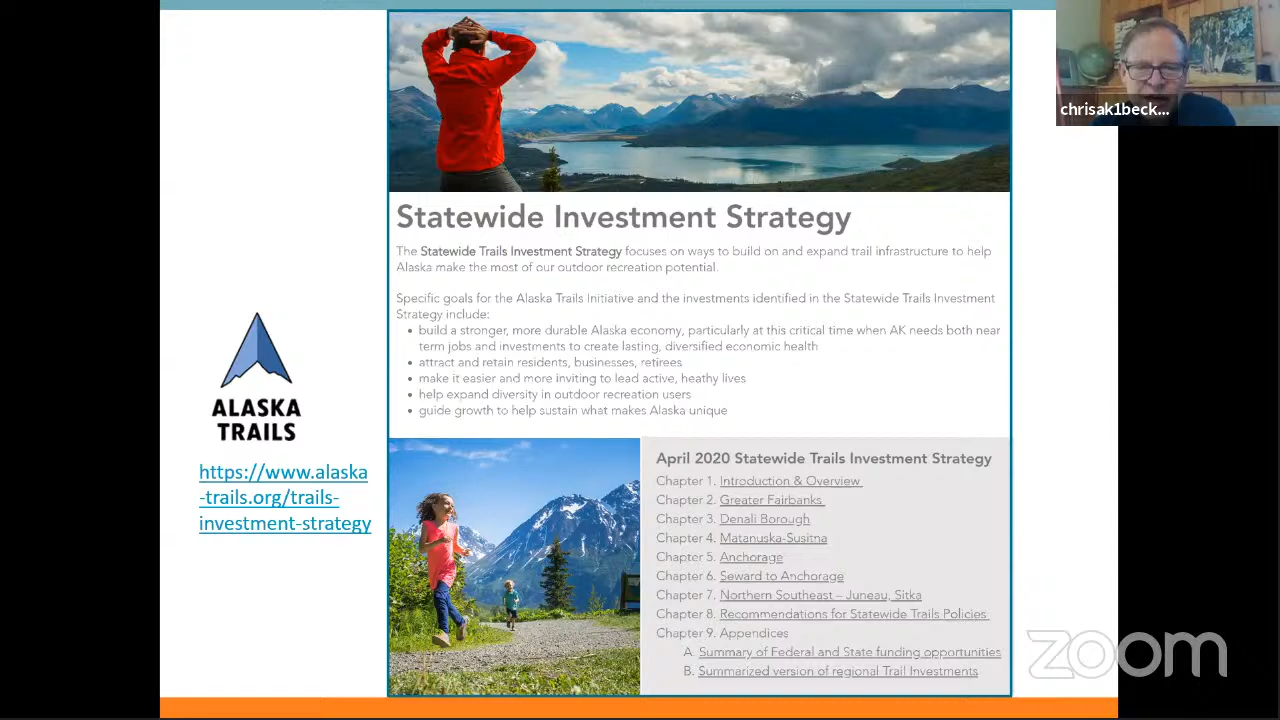 chrisak1beck...
Statewide Investment Strategy
The Statewide Trails Investment Strategy focuses on ways to build on and expand trail infrastructure to help
Alaska make the most of our outdoor recreation potential.
Specific goals for the Alaska Trails Initiative and the investments identified in the Statewide Trails Investment
Strategy include:
• build a stronger, more durable Alaska economy, particularly at this critical time when AK needs both near
term jobs and investments to create lasting, diversified economic health
• attract and retain residents, businesses, retirees
• make it easier and more inviting to lead active, heathy lives
• help expand diversity in outdoor recreation users
• guide growth to help sustain what makes Alaska unique
ALASKA
TRAILS
https://www.alaska
-trails.org/trails-
investment-strategy
April 2020 Statewide Trails Investment Strategy
Chapter 1. Introduction & Overview
Chapter 2. Greater Fairbanks
Chapter 3. Denali Borough
Chapter 4. Matanuska-Susitna
Chapter 5. Anchorage
Chapter 6. Seward to Anchorage
Chapter 7. Northern Southeast – Juneau, Sitka
Chapter 8. Recommendations for Statewide Trails Policies
Chapter 9. Appendices
A. Summary of Federal and State funding opportunities
B. Summarized version of regional Trail Investments
zoom